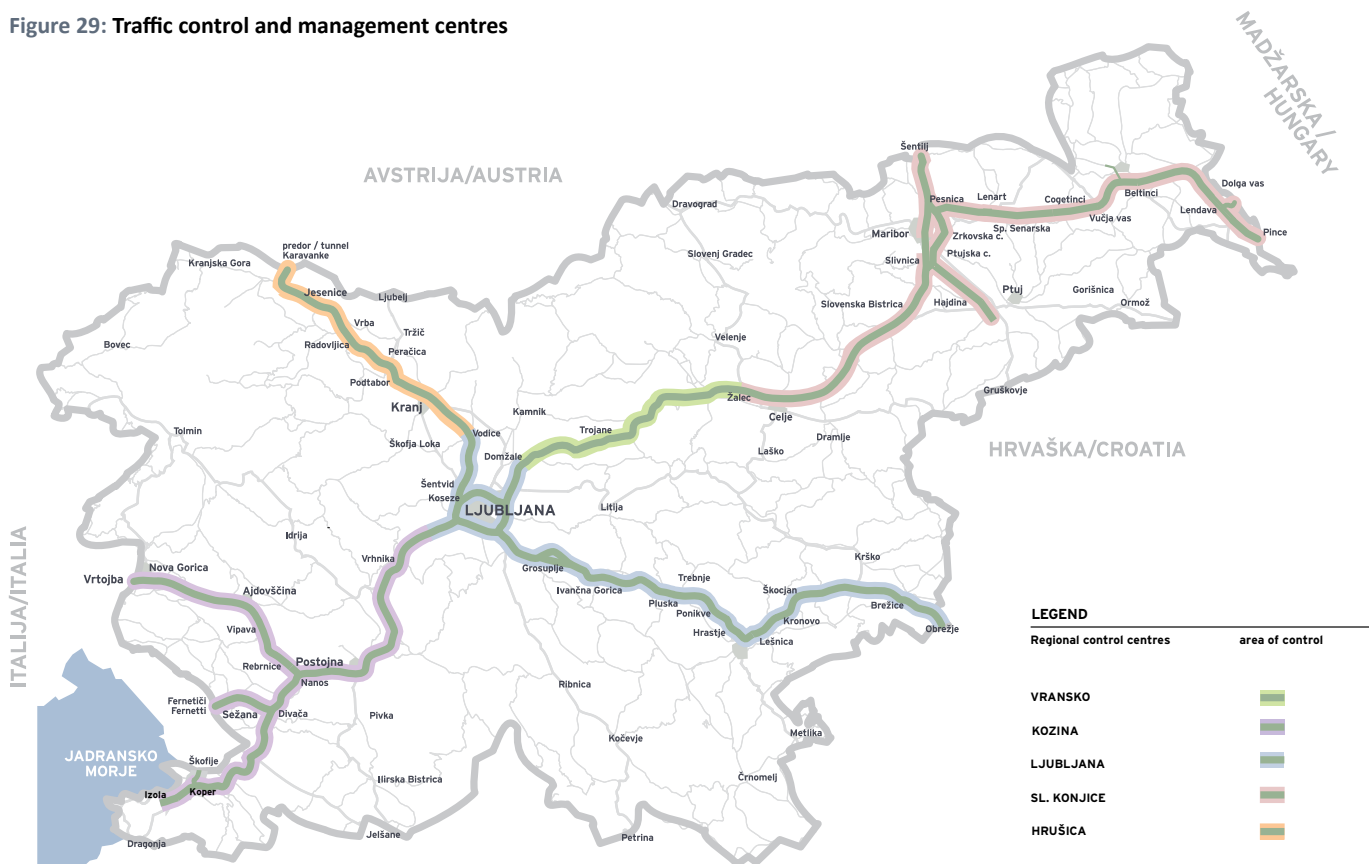 Figure 29: Traffic control and management centres
MADŽARSKA /
HUNGARY
AVSTRIJA/AUSTRIA
Šentilj
Dolga vas
Pesnica
Lenart
Cogetinci
Beltinci
Lendava
Dravograd
Maribor
Sp. Senarska
Vučja vas
Pince
Zrkovska c.
predor / tunnel
Karavanke
Kranjska Gora
Slovenj Gradec
Ptujska c.
Slivnica
Jesenice
Ljubelj
Slovenska Bistrica
Hajdina
Ptuj
Gorišnica
Ormož
Vrba
Tržič
Bovec
Radovljica
Peračica
Velenje
Podtabor
Gruškovje
Kranj
Žalec
Kamnik
Celje
Tolmin
Vodice
Trojane
Dramlje
Škofja Loka
Domžale
Laško
HRVAŠKA/CROATIA
Šentvid
Koseze
LJUBLJANA
Litija
Idrija
Vrhnika
Krško
Nova Gorica
Vrtojba
Grosuplje
Trebnje
Škocjan
Ajdovščina
Ivančna Gorica
Pluska
Ponikve
Brežice
Vipava
Kronovo
Hrastje
Lešnica
Obrežje
ITALIJA/ITALIA
Rebrnice
Postojna
Nanos
Ribnica
Fernetiči
Fernetti
Sežana
Divača
Pivka
Metlika
Kočevje
JADRANSKO
MORJE
Škofije
Ilirska Bistrica
Črnomelj
Izola
Koper
Jelšane
Petrina
Dragonja
LEGEND
Regional control centres area of control
VRANSKO
KOZINA
LJUBLJANA
SL. KONJICE
HRUŠICA